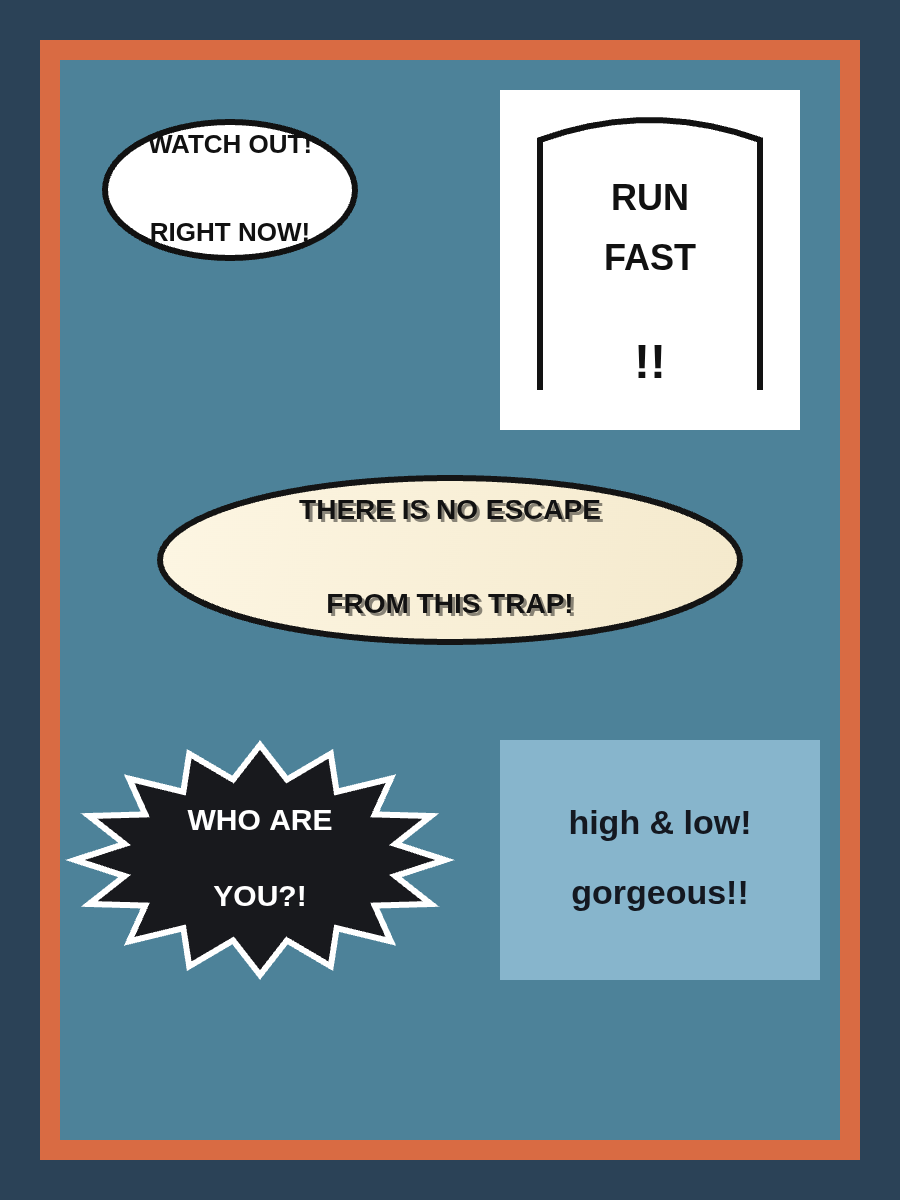 WATCH OUT!
RIGHT NOW!
RUN
FAST
!!
THERE IS NO ESCAPE
FROM THIS TRAP!
WHO ARE
YOU?!
high & low!
gorgeous!!